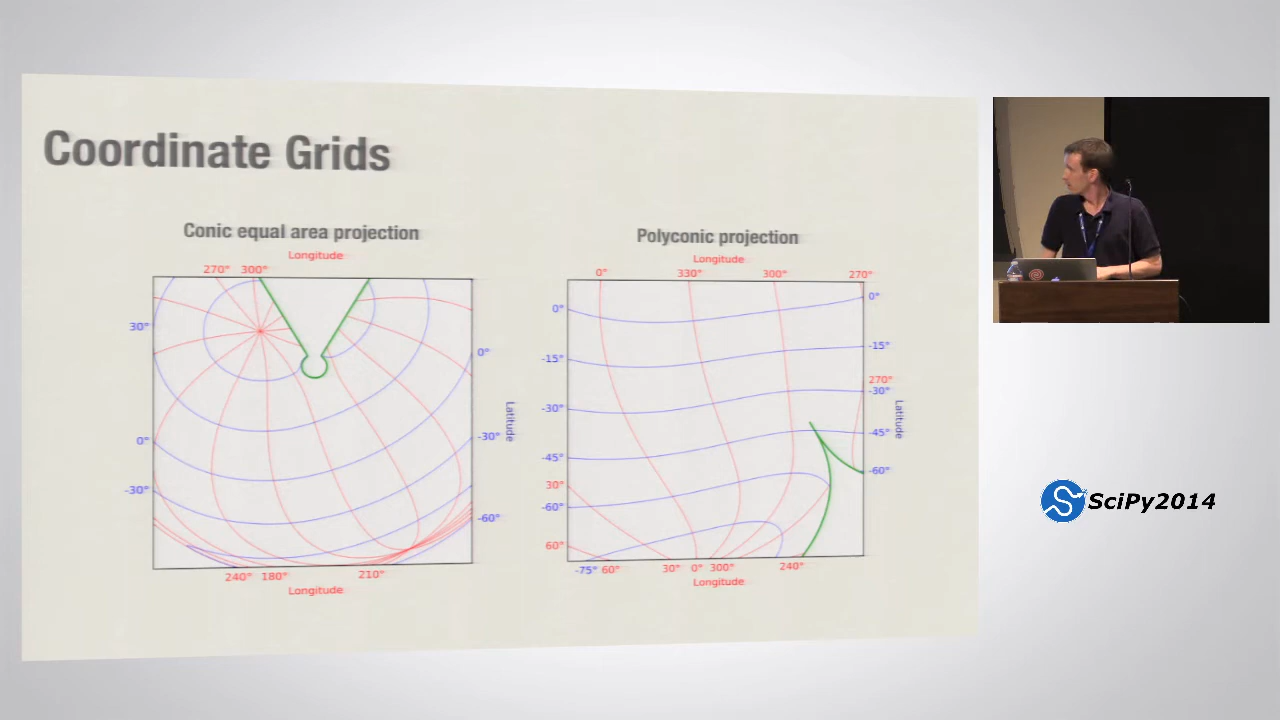 Coordinate Grids
Conic equal area projection
Longitude
270° 300°
30°
0°
0°
-30°
-30°
-60°
Latitude
240° 180° 210°
Longitude
Polyconic projection
Longitude
0° 330° 300° 270°
0°
0°
-15°
-15°
270°
-30°
-30°
-45°
-45°
-60°
30°
-60°
60°
Latitude
-75° 60° 30° 0° 300° 240°
Longitude
SciPy2014